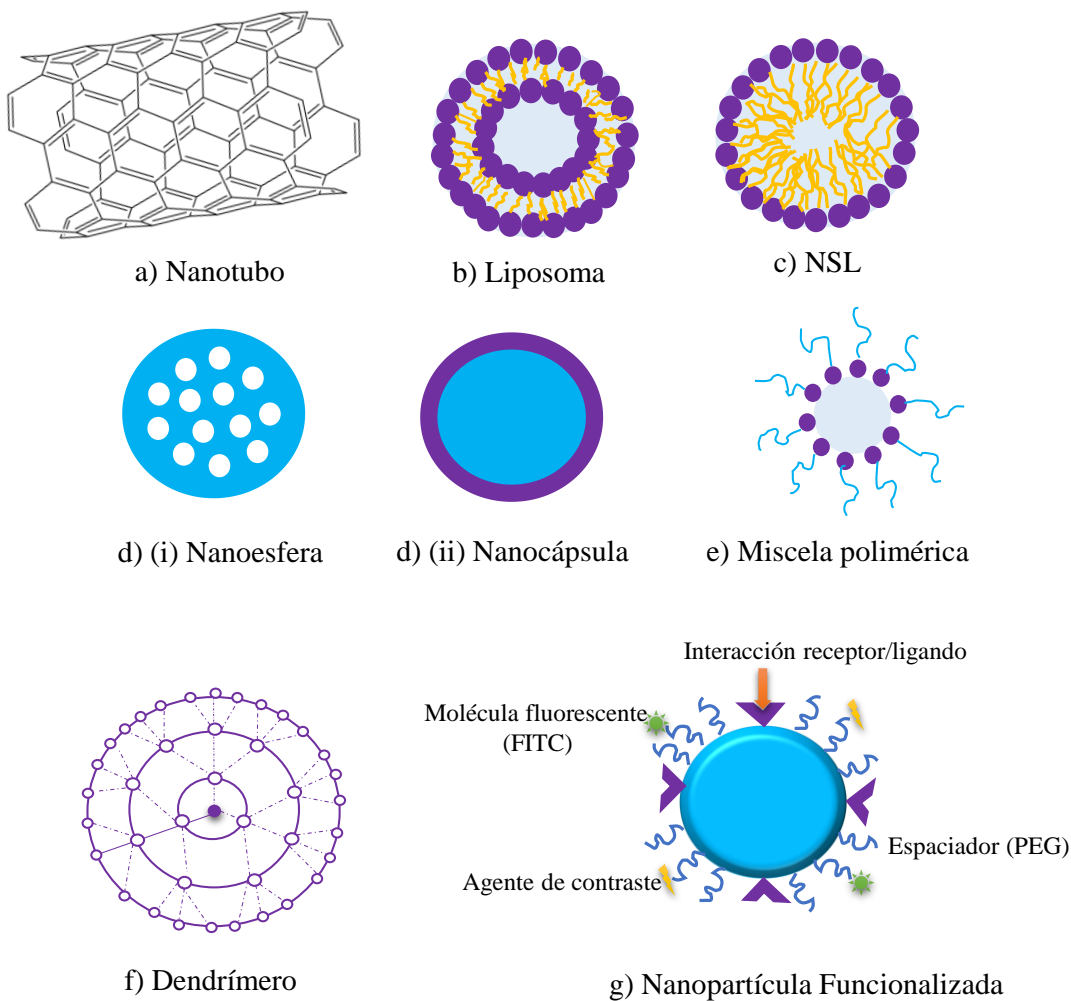 a) Nanotubo
b) Liposoma
c) NSL
d) (i) Nanoesfera
d) (ii) Nanocápsula
e) Miscela polimérica
Interacción receptor/ligando
Molécula fluorescente
(FITC)
Espaciador (PEG)
Agente de contraste
f) Dendrímero
g) Nanopartícula Funcionalizada